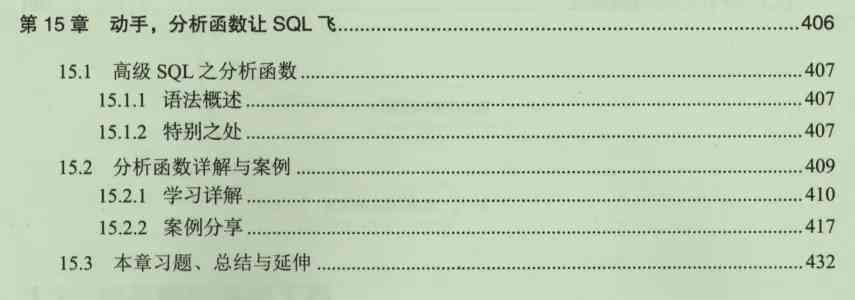 第 15 章 动手，分析函数让 SQL 飞....................406
15.1 高级 SQL 之分析函数....................407
15.1.1 语法概述....................407
15.1.2 特别之处....................407
15.2 分析函数详解与案例....................409
15.2.1 学习详解....................410
15.2.2 案例分享....................417
15.3 本章习题、总结与延伸....................432